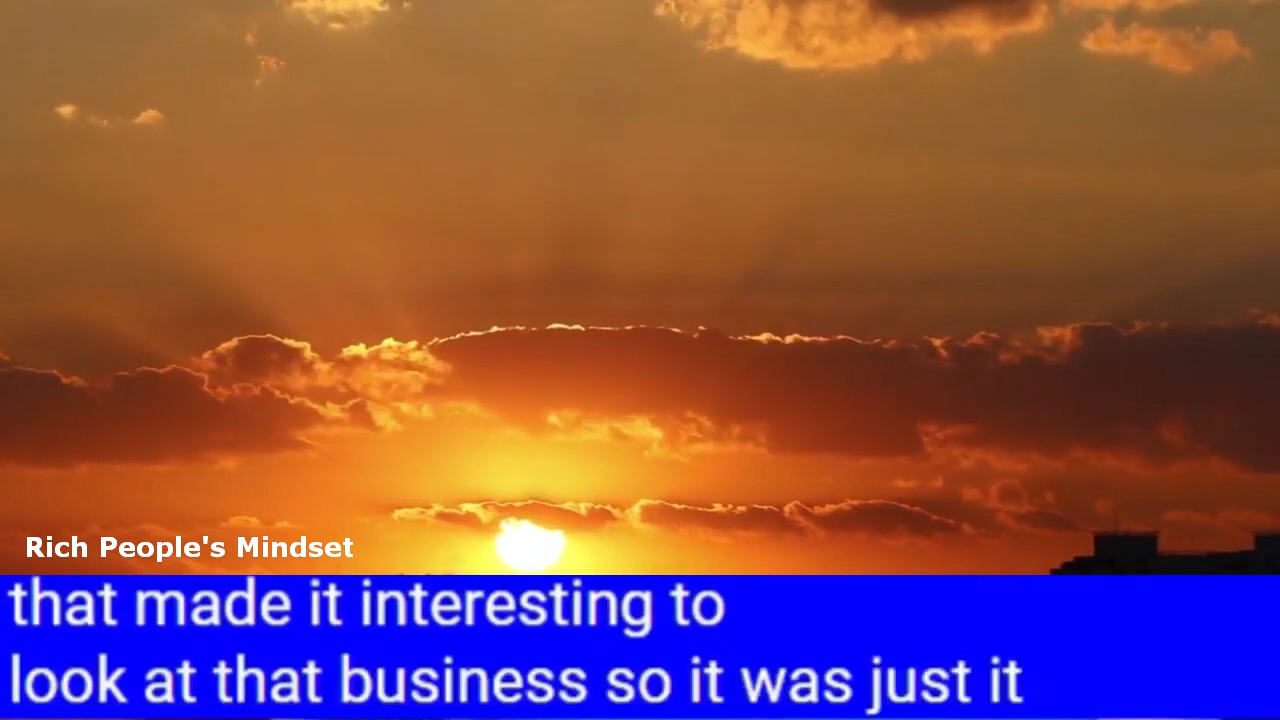 Rich People's Mindset
that made it interesting to
look at that business so it was just it